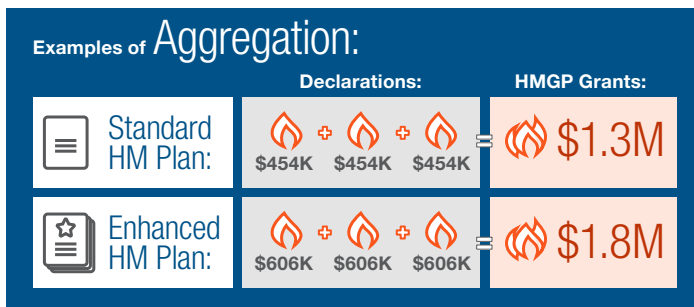 Examples of Aggregation:
Declarations: HMGP Grants:
Standard
HM Plan:
+ + =
$454K $454K $454K
$1.3M
Enhanced
HM Plan:
+ + =
$606K $606K $606K
$1.8M